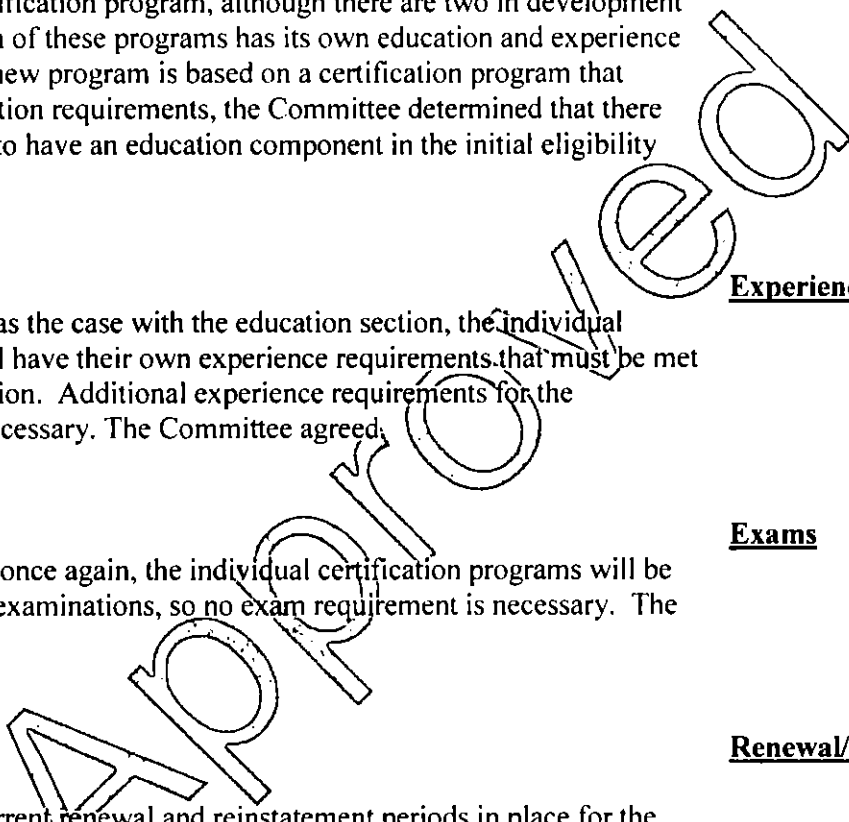 ification program, although there are two in development
of these programs has its own education and experience
new program is based on a certification program that
tion requirements, the Committee determined that there
to have an education component in the initial eligibility
Experien
as the case with the education section, the individual
have their own experience requirements that must be met
ion. Additional experience requirements for the
cessary. The Committee agreed.
Exams
once again, the individual certification programs will be
examinations, so no exam requirement is necessary. The
Renewal/
rrent renewal and reinstatement periods in place for the
Approved